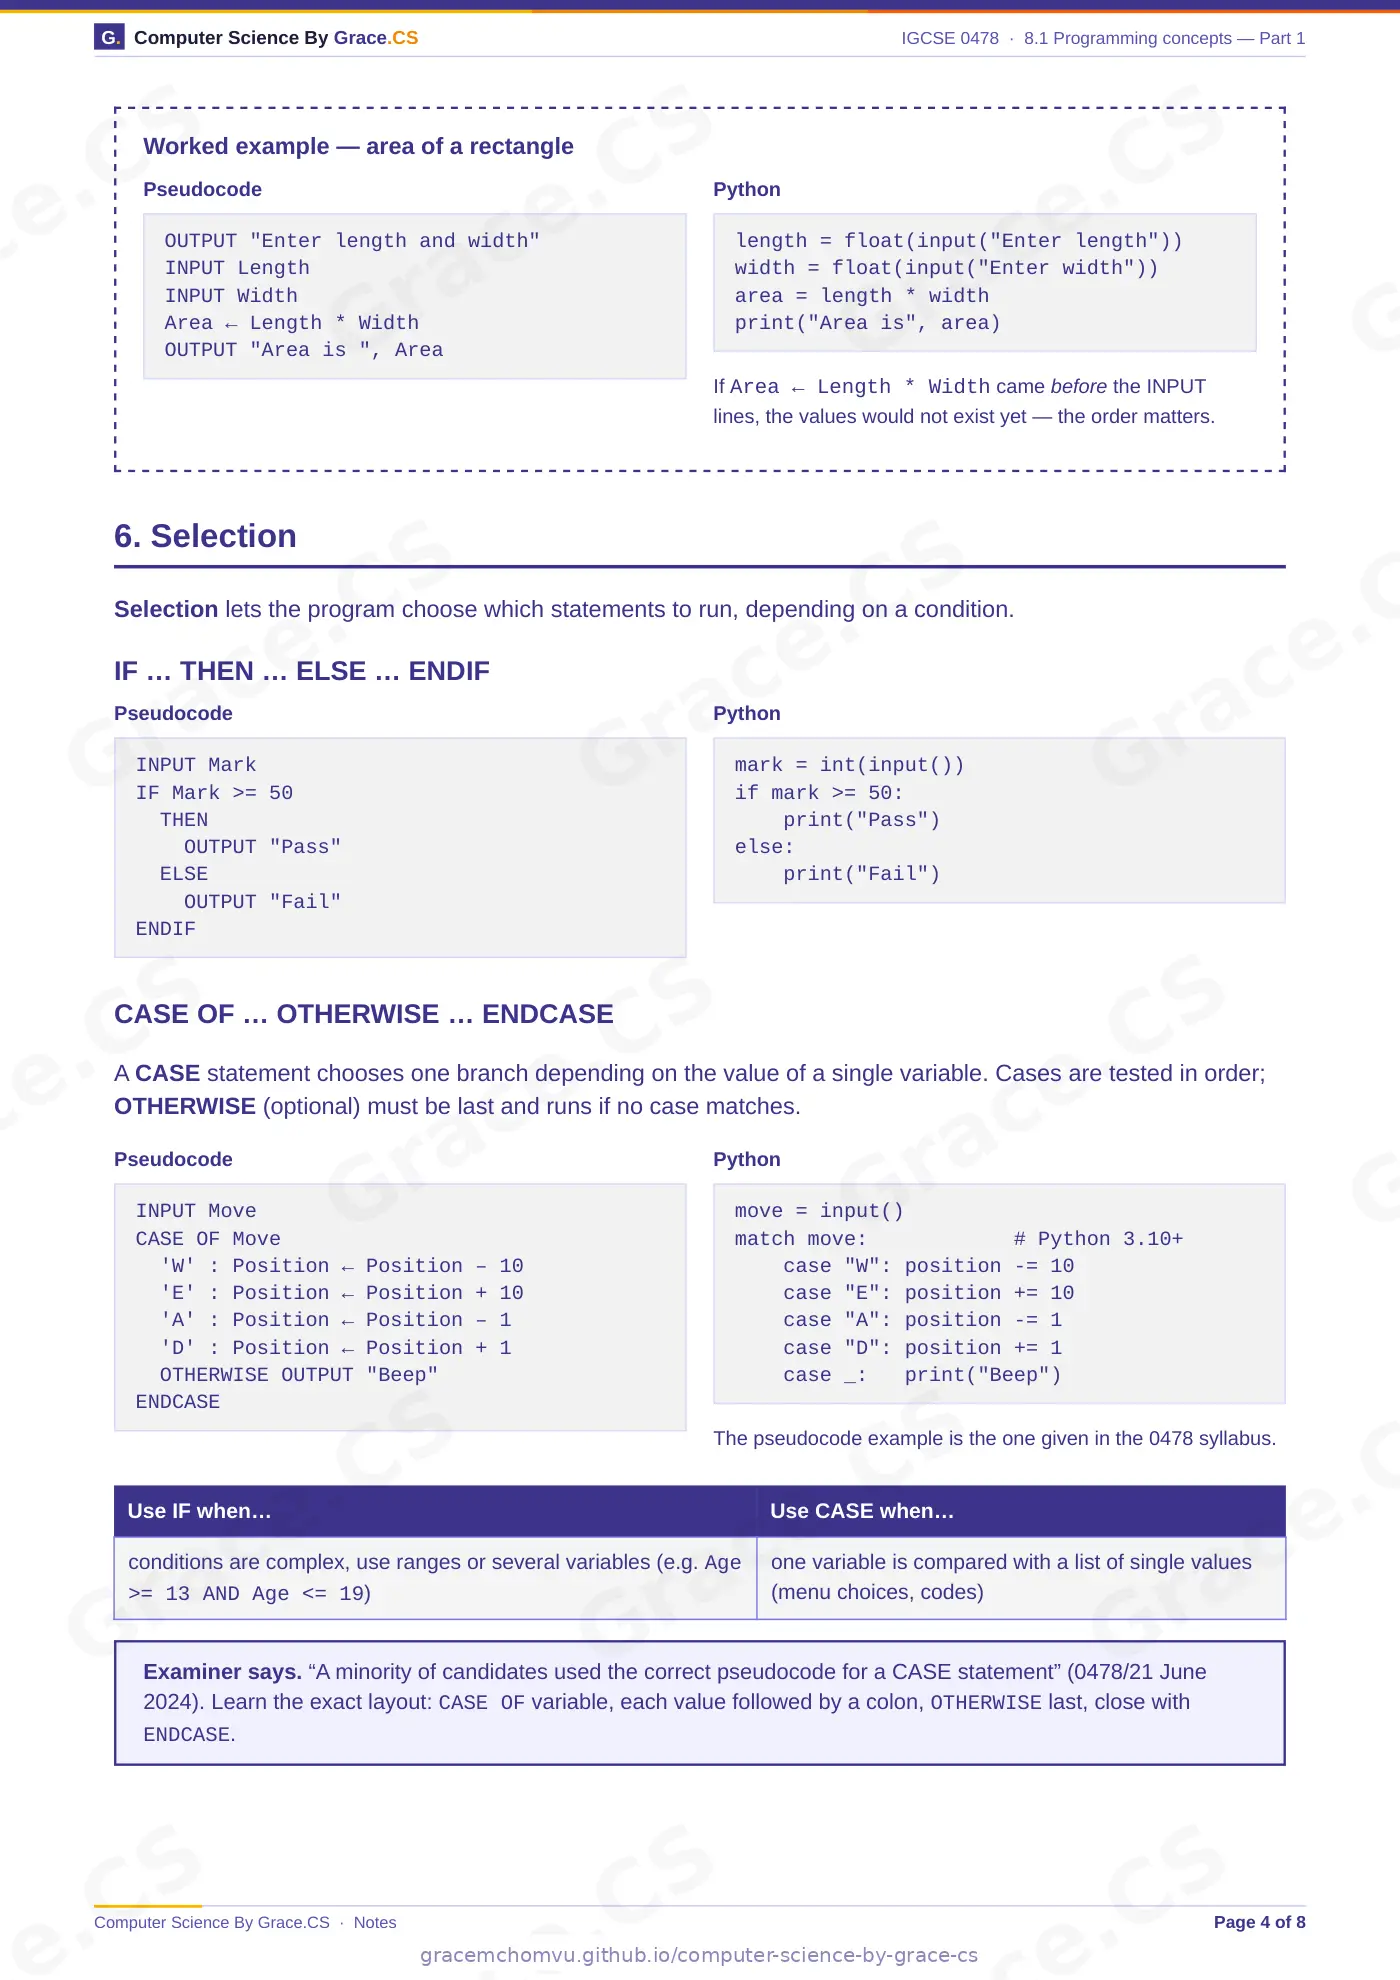 G. Computer Science By Grace.CS
IGCSE 0478 · 8.1 Programming concepts — Part 1
Worked example — area of a rectangle
Pseudocode
OUTPUT "Enter length and width"
INPUT Length
INPUT Width
Area ← Length * Width
OUTPUT "Area is ", Area
Python
length = float(input("Enter length"))
width = float(input("Enter width"))
area = length * width
print("Area is", area)
If Area ← Length * Width came before the INPUT
lines, the values would not exist yet — the order matters.
6. Selection
Selection lets the program choose which statements to run, depending on a condition.
IF … THEN … ELSE … ENDIF
Pseudocode
INPUT Mark
IF Mark >= 50
  THEN
    OUTPUT "Pass"
  ELSE
    OUTPUT "Fail"
ENDIF
Python
mark = int(input())
if mark >= 50:
    print("Pass")
else:
    print("Fail")
CASE OF … OTHERWISE … ENDCASE
A CASE statement chooses one branch depending on the value of a single variable. Cases are tested in order;
OTHERWISE (optional) must be last and runs if no case matches.
Pseudocode
INPUT Move
CASE OF Move
  'W' : Position ← Position – 10
  'E' : Position ← Position + 10
  'A' : Position ← Position – 1
  'D' : Position ← Position + 1
  OTHERWISE OUTPUT "Beep"
ENDCASE
Python
move = input()
match move:            # Python 3.10+
    case "W": position -= 10
    case "E": position += 10
    case "A": position -= 1
    case "D": position += 1
    case _:   print("Beep")
The pseudocode example is the one given in the 0478 syllabus.
Use IF when…
Use CASE when…
conditions are complex, use ranges or several variables (e.g. Age
>= 13 AND Age <= 19)
one variable is compared with a list of single values
(menu choices, codes)
Examiner says. “A minority of candidates used the correct pseudocode for a CASE statement” (0478/21 June
2024). Learn the exact layout: CASE OF variable, each value followed by a colon, OTHERWISE last, close with
ENDCASE.
Computer Science By Grace.CS · Notes
Page 4 of 8
gracemchomvu.github.io/computer-science-by-grace-cs